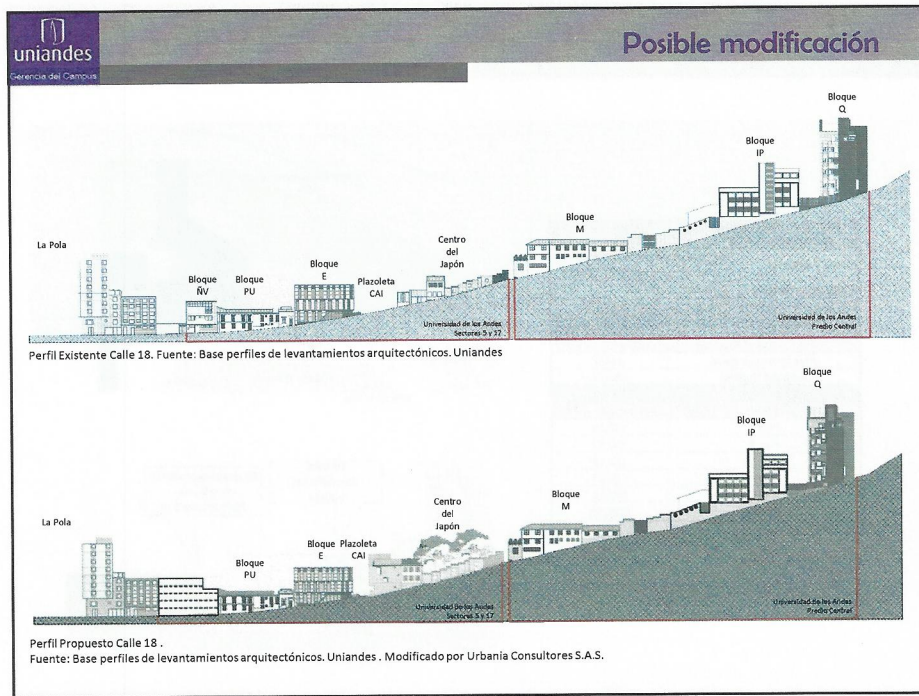 uniandes
Gerencia del Campus
Posible modificación
Bloque
Q
Bloque
IP
Bloque
M
Centro
del
Japón
Plazoleta
CAI
Bloque
E
Bloque
PU
Bloque
ÑV
La Pola
Universidad de los Andes
Sectores 5 y 17
Universidad de los Andes
Predio Central
Perfil Existente Calle 18. Fuente: Base perfiles de levantamientos arquitectónicos. Uniandes
Bloque
Q
Bloque
IP
Bloque
M
Centro
del
Japón
Plazoleta
CAI
Bloque
E
Bloque
PU
La Pola
Universidad de los Andes
Sectores 5 y 17
Universidad de los Andes
Predio Central
Perfil Propuesto Calle 18 .
Fuente: Base perfiles de levantamientos arquitectónicos. Uniandes . Modificado por Urbania Consultores S.A.S.